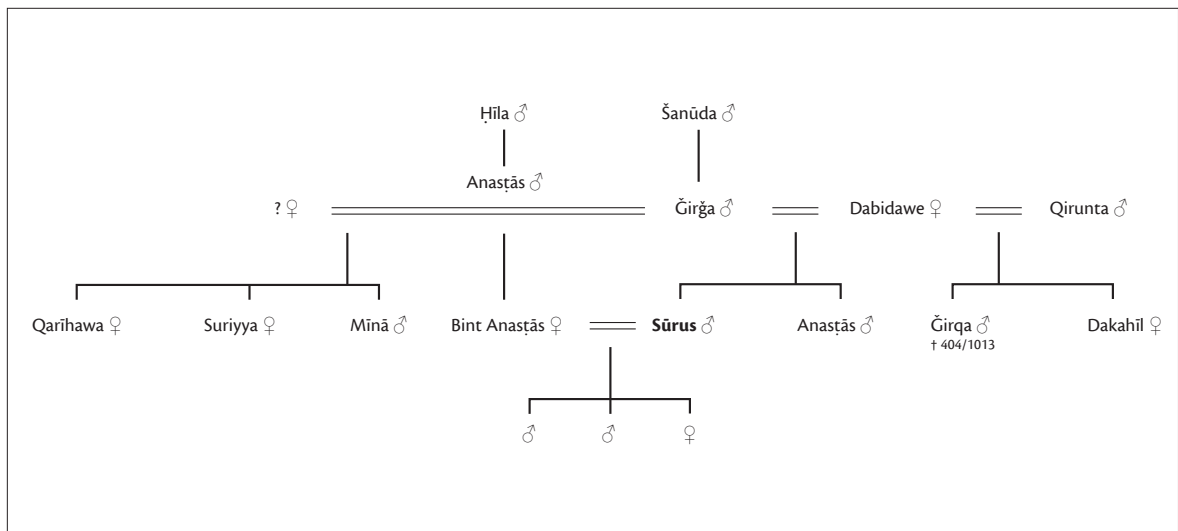 Ḥīla ♂ Šanūda ♂
Anasṭās ♂
? ♀ Ǧirǧa ♂ Dabidawe ♀ Qirunta ♂
Qarīhawa ♀ Suriyya ♀ Mīnā ♂ Bint Anasṭās ♀ Sūrus ♂ Anasṭās ♂ Ǧirqa ♂ Dakahīl ♀
† 404/1013
♂ ♂ ♀